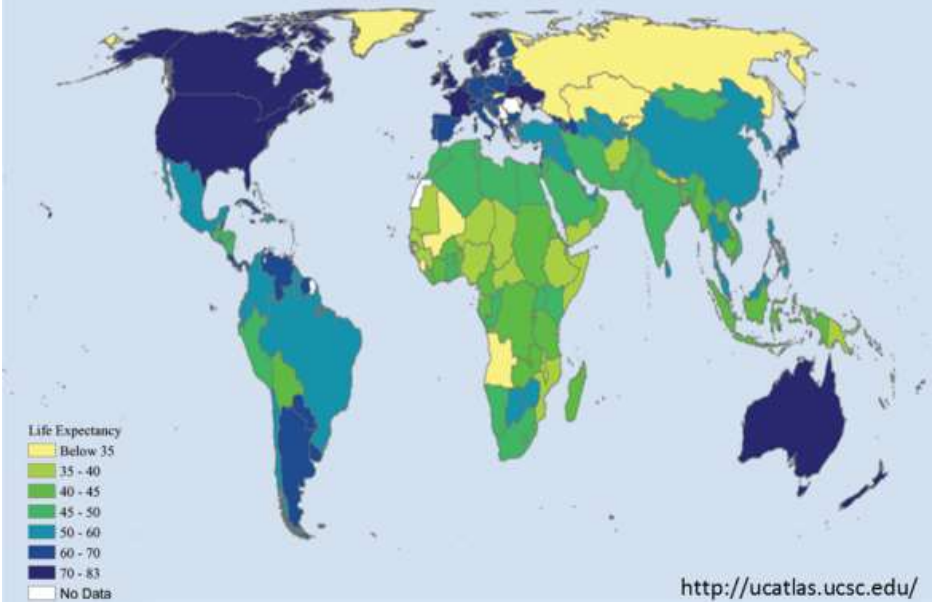 Life Expectancy
Below 35
35 - 40
40 - 45
45 - 50
50 - 60
60 - 70
70 - 83
No Data
http://ucatlas.ucsc.edu/